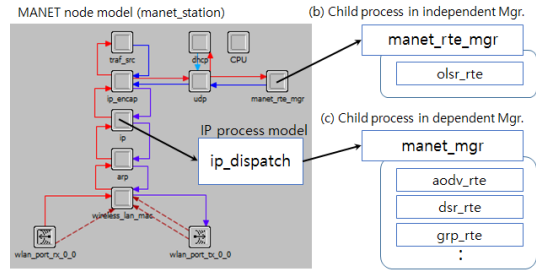 MANET node model (manet_station)
(b) Child process in independent Mgr.
traf_src
dhcp
CPU
manet_rte_mgr
olsr_rte
ip_encap
udp
manet_rte_mgr
(c) Child process in dependent Mgr.
IP process model
manet_mgr
ip
ip_dispatch
aodv_rte
arp
dsr_rte
wireless_lan_mac
grp_rte
:
wlan_port_rx_0_0
wlan_port_tx_0_0